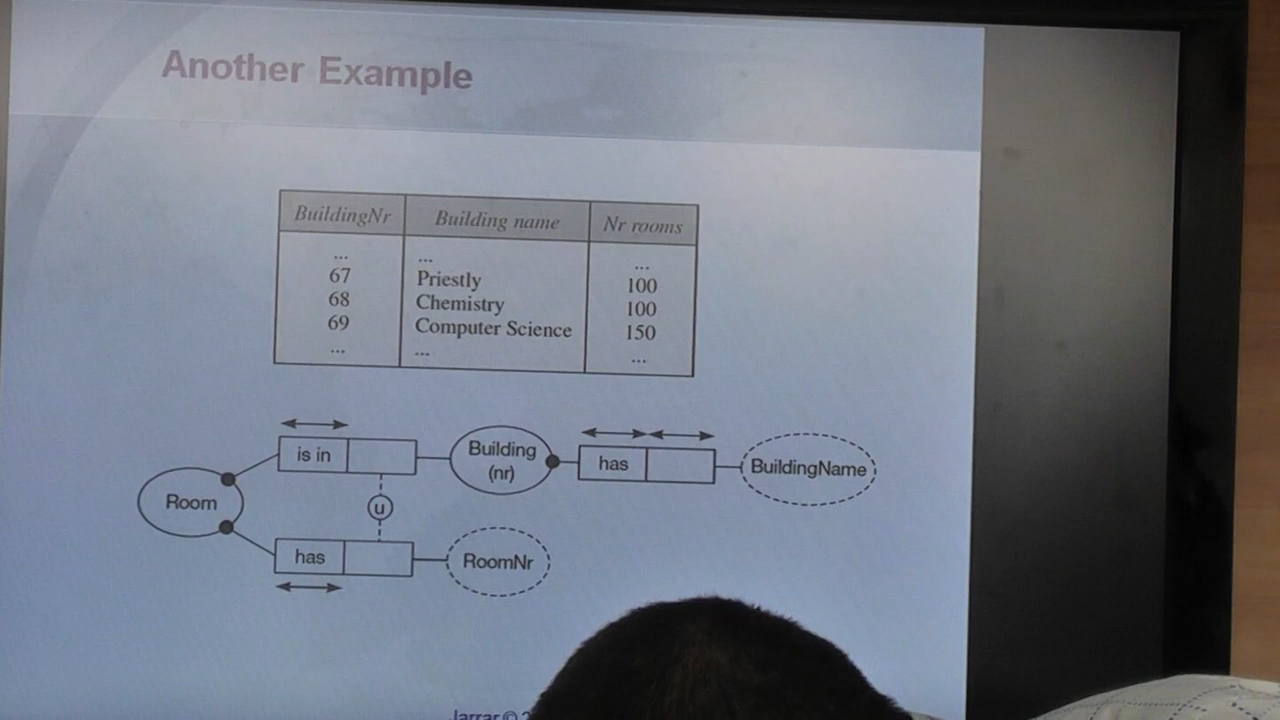 Another Example
BuildingNr Building name Nr rooms
... ... ...
67 Priestly 100
68 Chemistry 100
69 Computer Science 150
... ... ...
is in
Building
(nr)
has
BuildingName
Room
u
has
RoomNr
Jarrar ©